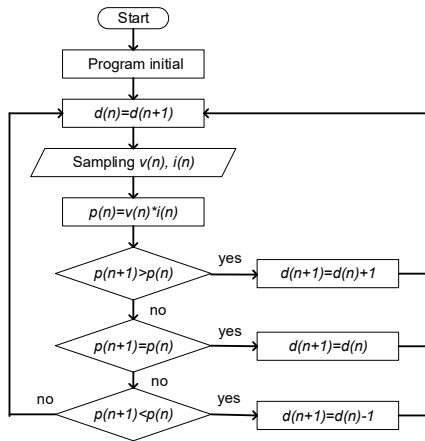 Start
Program initial
d(n)=d(n+1)
Sampling v(n), i(n)
p(n)=v(n)*i(n)
p(n+1)>p(n)
yes
d(n+1)=d(n)+1
no
p(n+1)=p(n)
yes
d(n+1)=d(n)
no
no
p(n+1)<p(n)
yes
d(n+1)=d(n)-1